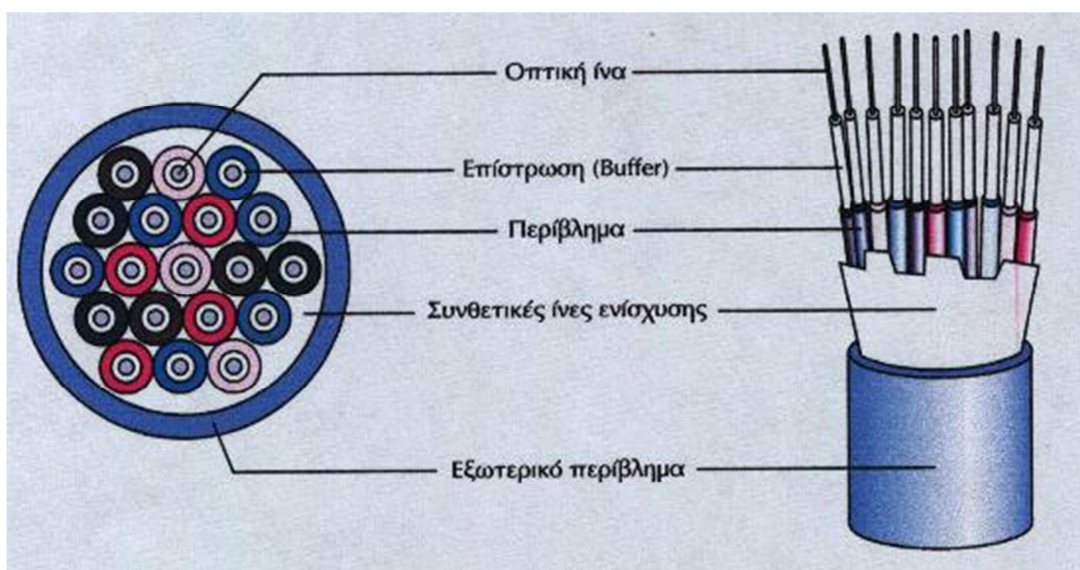 Οπτική ίνα
Επίστρωση (Buffer)
Περίβλημα
Συνθετικές ίνες ενίσχυσης
Εξωτερικό περίβλημα